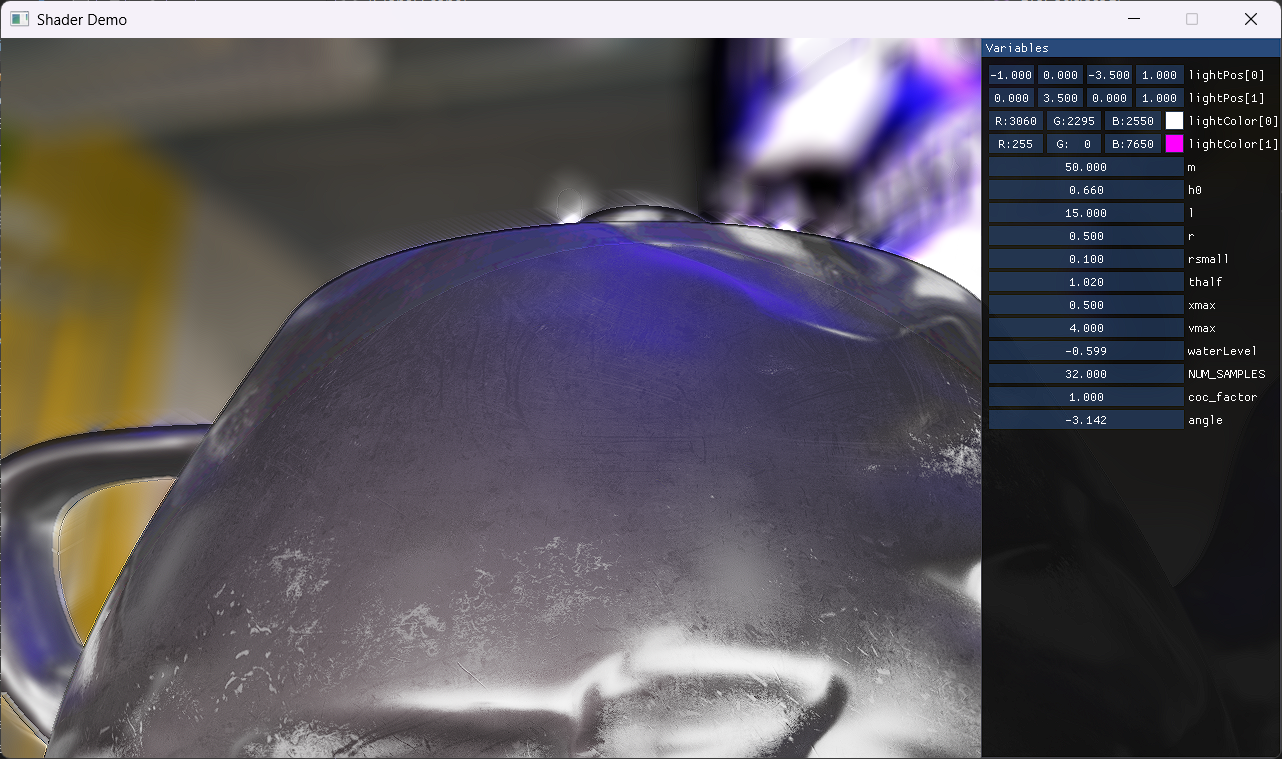 Shader Demo
Variables
-1.000 0.000 -3.500 1.000 lightPos[0]
0.000 3.500 0.000 1.000 lightPos[1]
R:3060 G:2295 B:2550 lightColor[0]
R:255 G: 0 B:7650 lightColor[1]
50.000 m
0.660 h0
15.000 l
0.500 r
0.100 rsmall
1.020 thalf
0.500 xmax
4.000 vmax
-0.599 waterLevel
32.000 NUM_SAMPLES
1.000 coc_factor
-3.142 angle